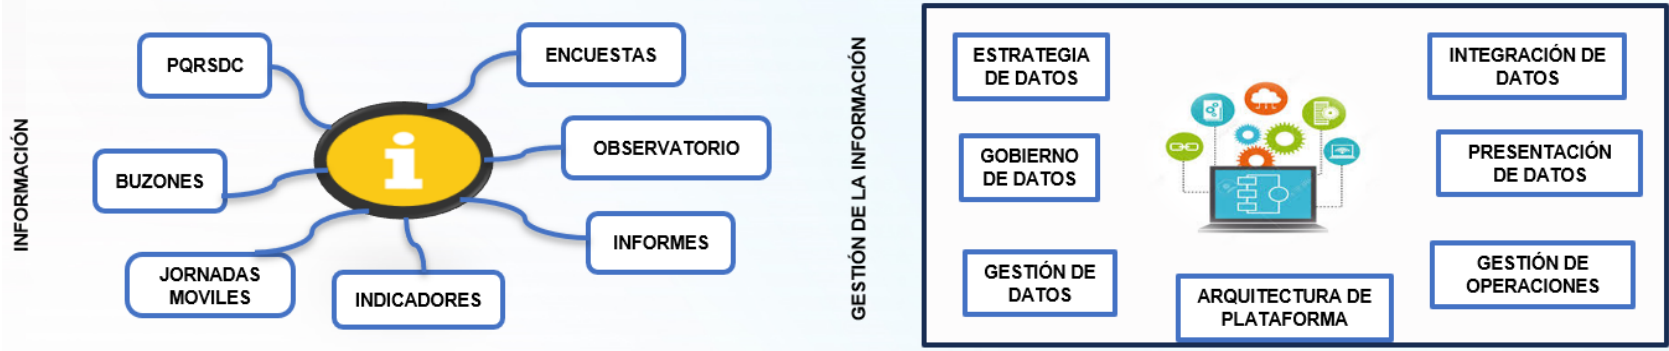 INFORMACIÓN
PQRSDC
ENCUESTAS
BUZONES
OBSERVATORIO
JORNADAS
MOVILES
INDICADORES
INFORMES
i
GESTIÓN DE LA INFORMACIÓN
ESTRATEGIA
DE DATOS
GOBIERNO
DE DATOS
GESTIÓN DE
DATOS
ARQUITECTURA DE
PLATAFORMA
INTEGRACIÓN DE
DATOS
PRESENTACIÓN
DE DATOS
GESTIÓN DE
OPERACIONES